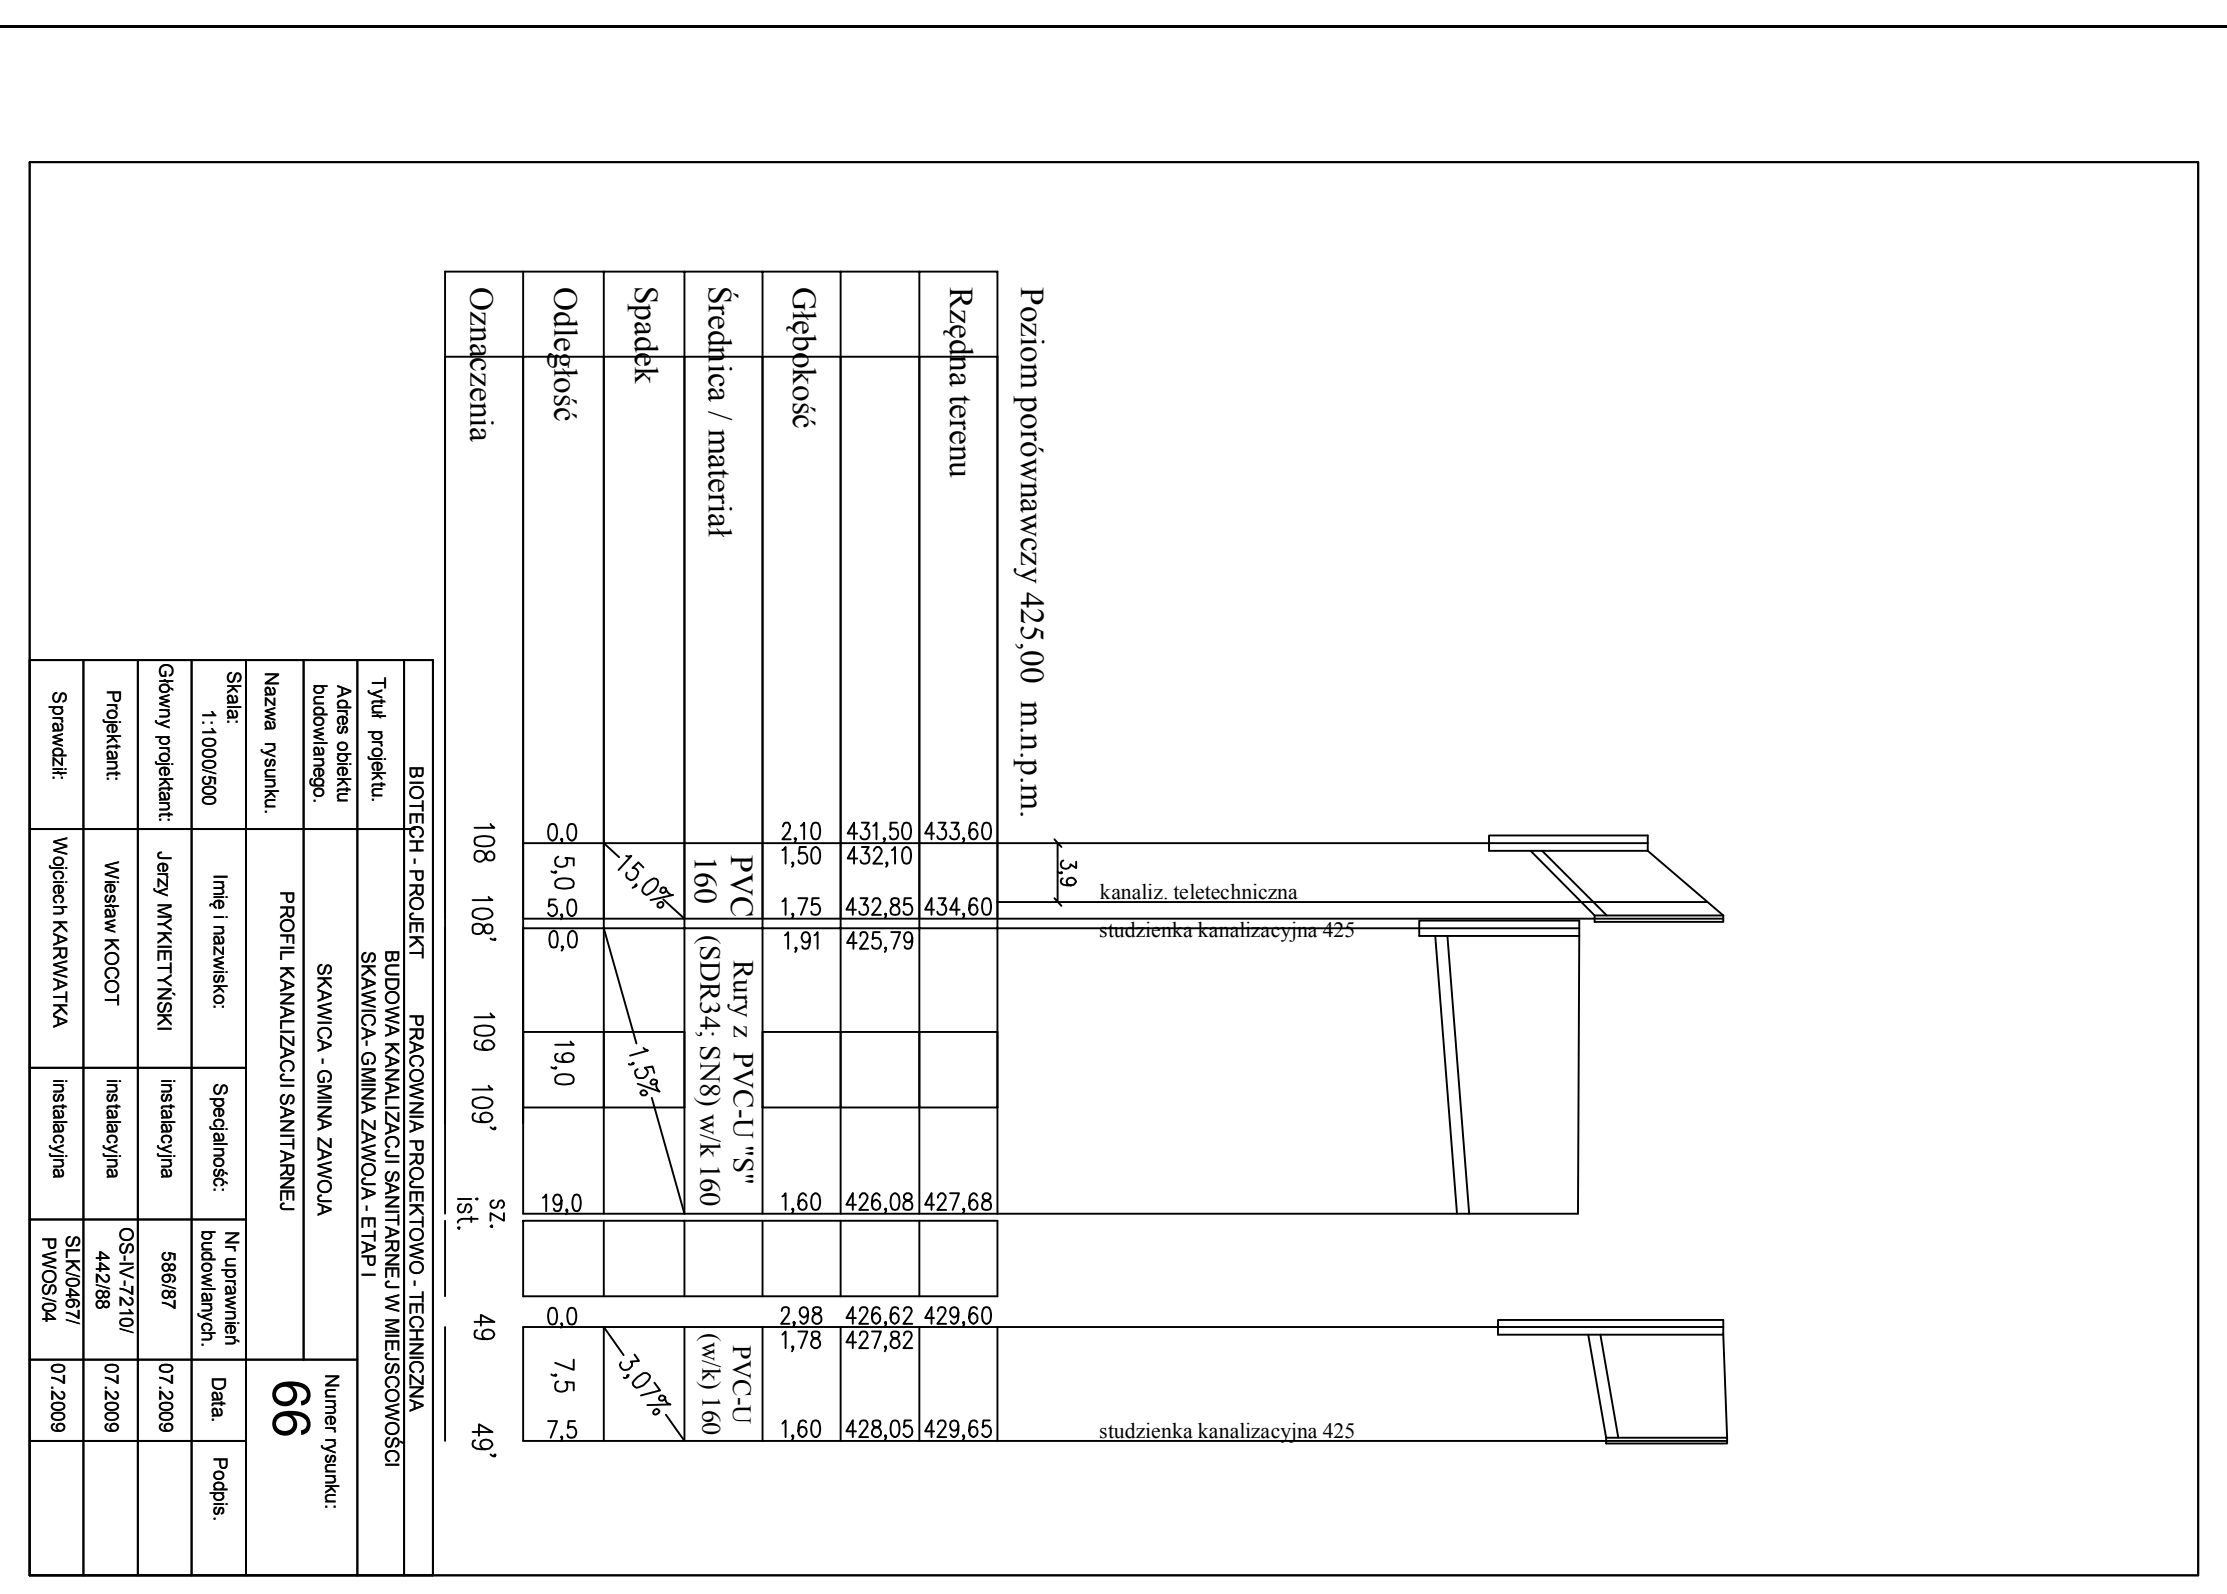 Poziom porównawczy 425,00 m.n.p.m.
3,9
kanaliz. teletechniczna
studzienka kanalizacyjna 425
studzienka kanalizacyjna 425
Rzędna terenu
433,60
434,60
427,68
429,60
429,65
431,50
432,10
432,85
425,79
426,08
426,62
427,82
428,05
Głębokość
2,10
1,50
1,75
1,91
1,60
2,98
1,78
1,60
Średnica / materiał
PVC
160
Rury z PVC-U "S"
(SDR34; SN8) w/k 160
PVC-U
(w/k) 160
Spadek
15,0%
1,5%
3,07%
Odległość
0,0
5,0
5,0
0,0
19,0
19,0
0,0
7,5
7,5
Oznaczenia
108
108'
109
109'
sz.
ist.
49
49'
BIOTECH - PROJEKT PRACOWNIA PROJEKTOWO - TECHNICZNA
Tytuł projektu.
BUDOWA KANALIZACJI SANITARNEJ W MIEJSCOWOŚCI
SKAWICA- GMINA ZAWOJA - ETAP I
Adres obiektu
budowlanego.
SKAWICA - GMINA ZAWOJA
Numer rysunku:
66
Nazwa rysunku.
PROFIL KANALIZACJI SANITARNEJ
Skala:
1:1000/500
Imię i nazwisko:
Specjalność:
Nr uprawnień
budowlanych.
Data.
Podpis.
Główny projektant:
Jerzy MYKIETYŃSKI
instalacyjna
586/87
07.2009
Projektant:
Wiesław KOCOT
instalacyjna
OS-IV-7210/
442/88
07.2009
Sprawdził:
Wojciech KARWATKA
instalacyjna
SLK/0467/
PWOS/04
07.2009